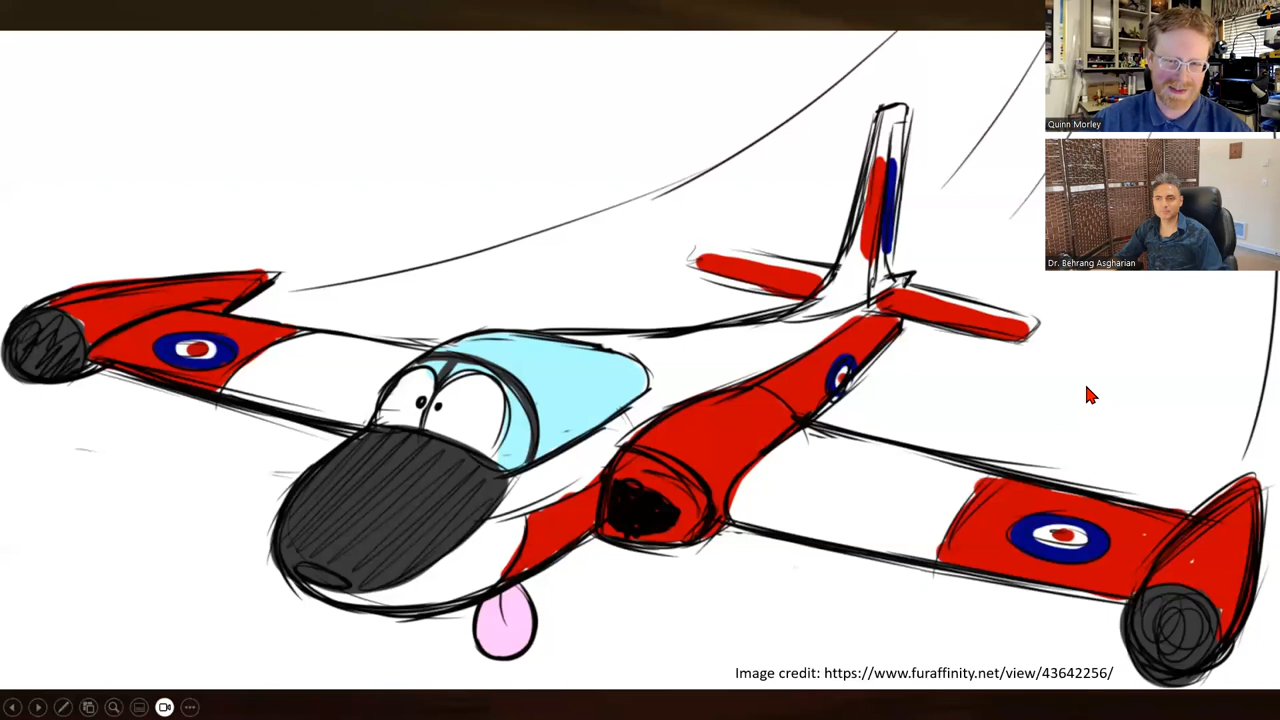 Quinn Morley
Dr. Behrang Asgharian
Image credit: https://www.furaffinity.net/view/43642256/